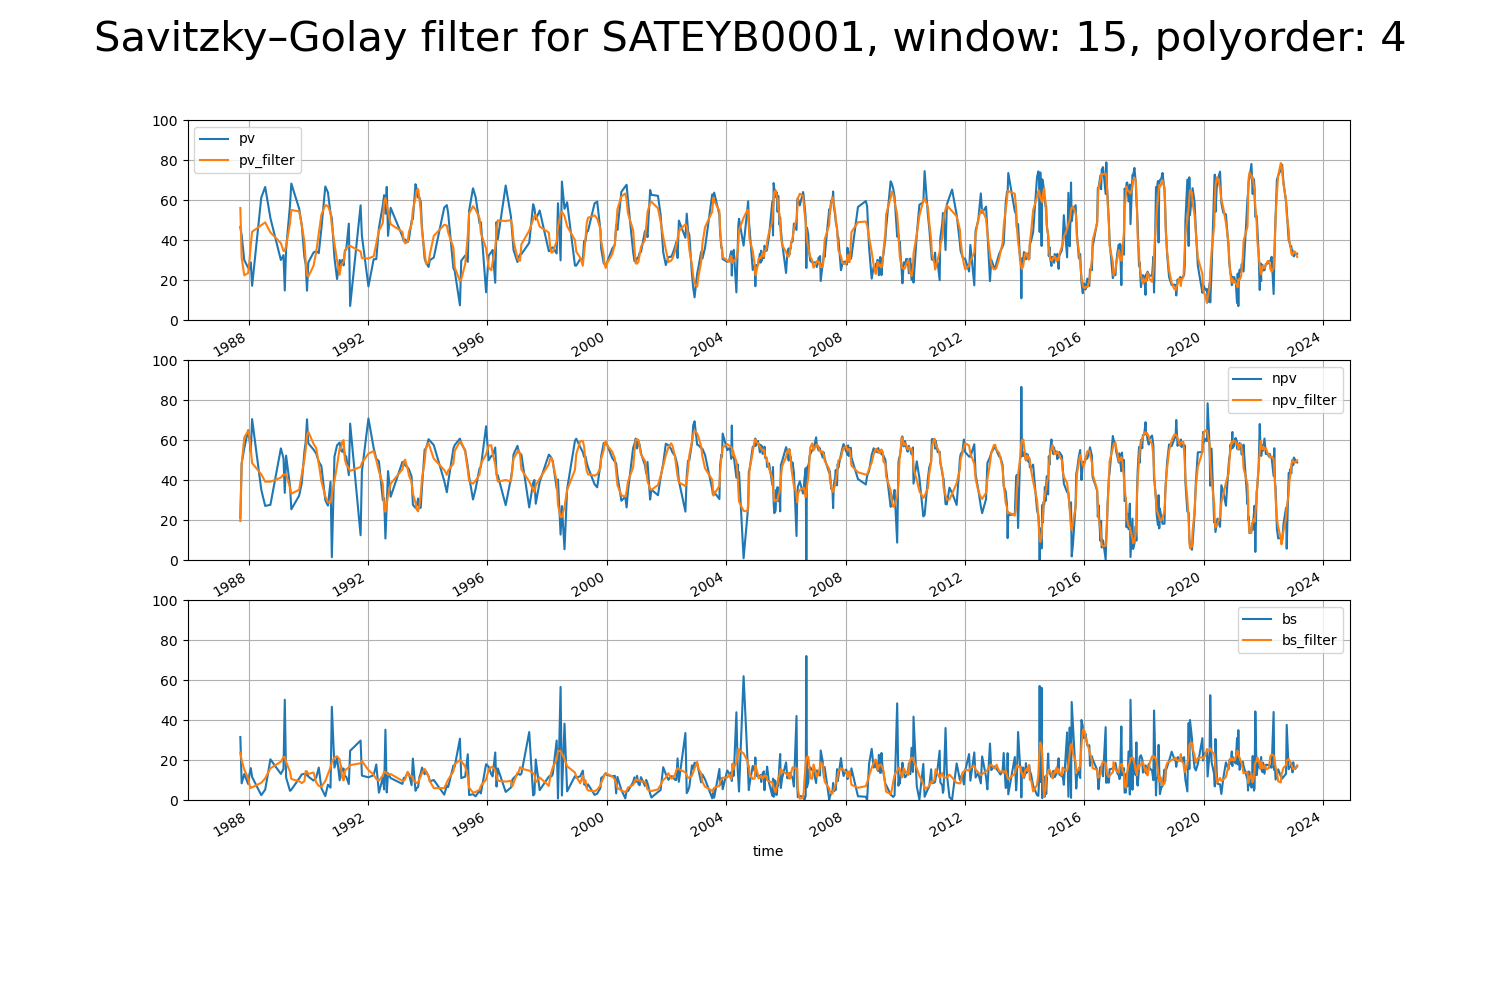 Savitzky–Golay filter for SATEYB0001, window: 15, polyorder: 4
100
80
60
40
20
0
pv
pv_filter
1988 1992 1996 2000 2004 2008 2012 2016 2020 2024
100
80
60
40
20
0
npv
npv_filter
1988 1992 1996 2000 2004 2008 2012 2016 2020 2024
100
80
60
40
20
0
bs
bs_filter
1988 1992 1996 2000 2004 2008 2012 2016 2020 2024
time